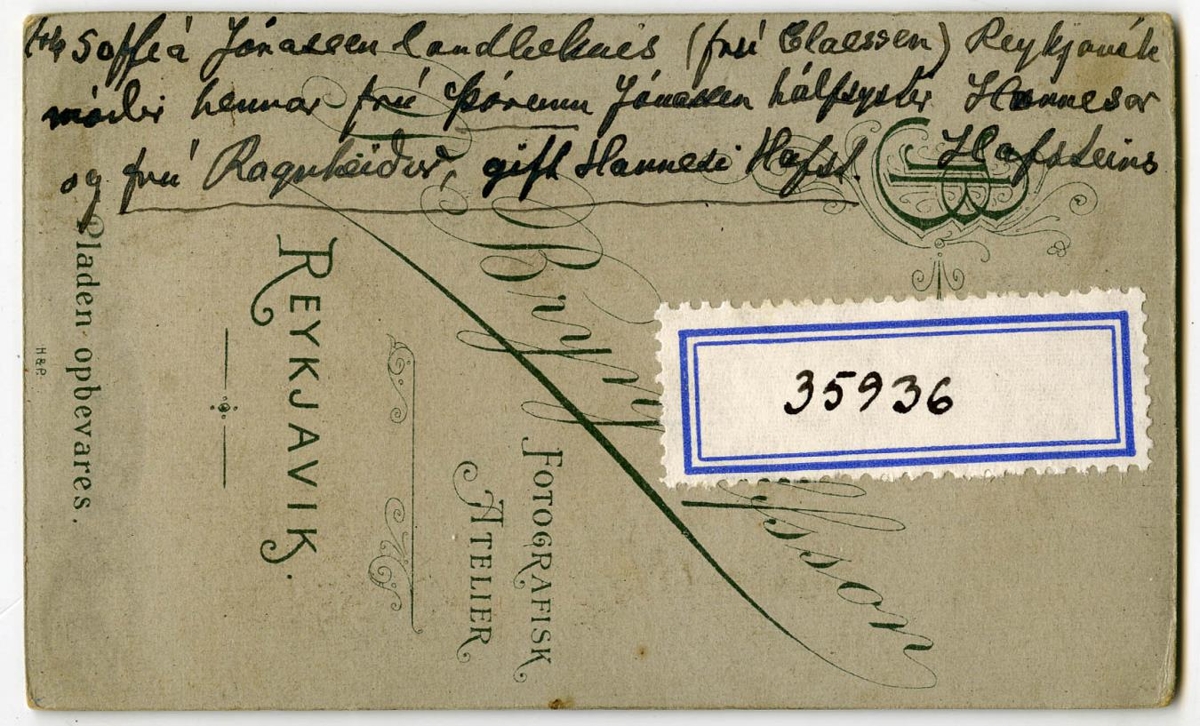 Soffía Jónassen landlæknis (frú Claessen) Reykjavík
móðir hennar frú Þórunn Jónassen hálfsystir Hannesar
og frú Ragnheiður, gift Hannesi Hafst. Hafsteins
Pladen opbevares.
H&P.
REYKJAVIK.
FOTOGRAFISK
ATELIER
35936